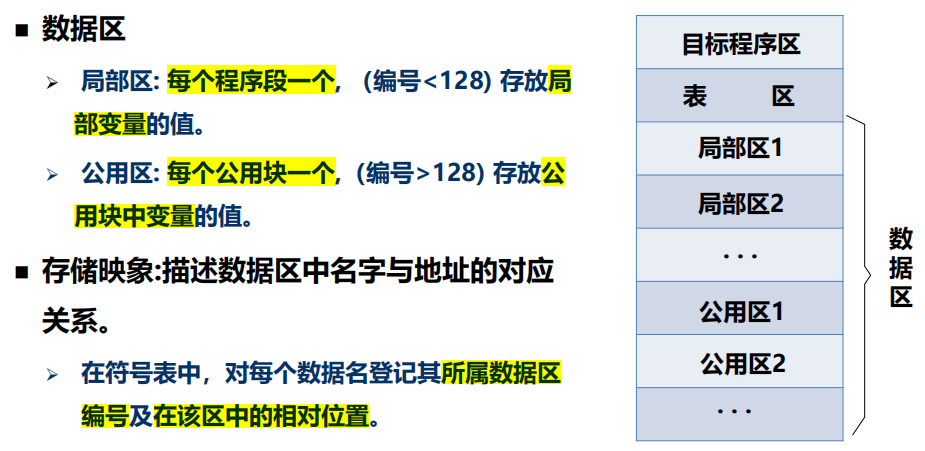 ■ 数据区
➢ 局部区: 每个程序段一个, (编号<128) 存放局
部变量的值。
➢ 公用区: 每个公用块一个, (编号>128) 存放公
用块中变量的值。
■ 存储映象:描述数据区中名字与地址的对应
关系。
➢ 在符号表中，对每个数据名登记其所属数据区
编号及在该区中的相对位置。
目标程序区
表 区
局部区1
局部区2
···
公用区1
公用区2
···
数
据
区